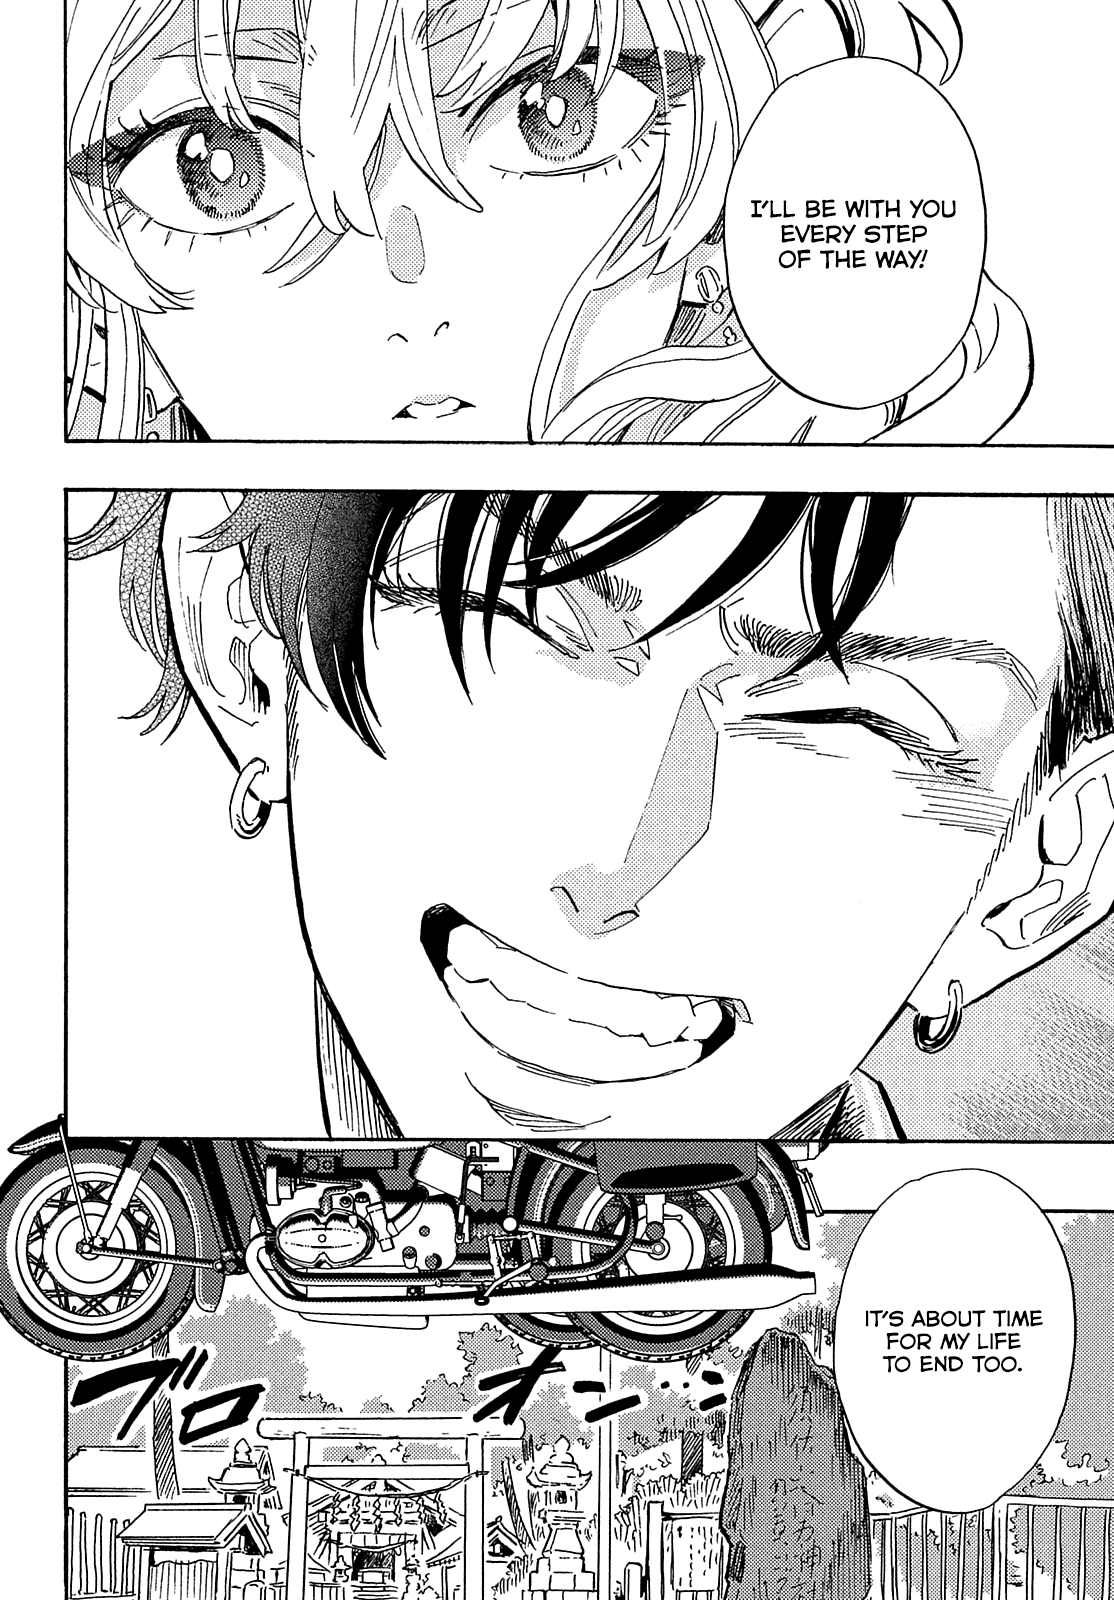 I'LL BE WITH YOU
EVERY STEP
OF THE WAY!
IT'S ABOUT TIME
FOR MY LIFE
TO END TOO.
ブロ
オン…